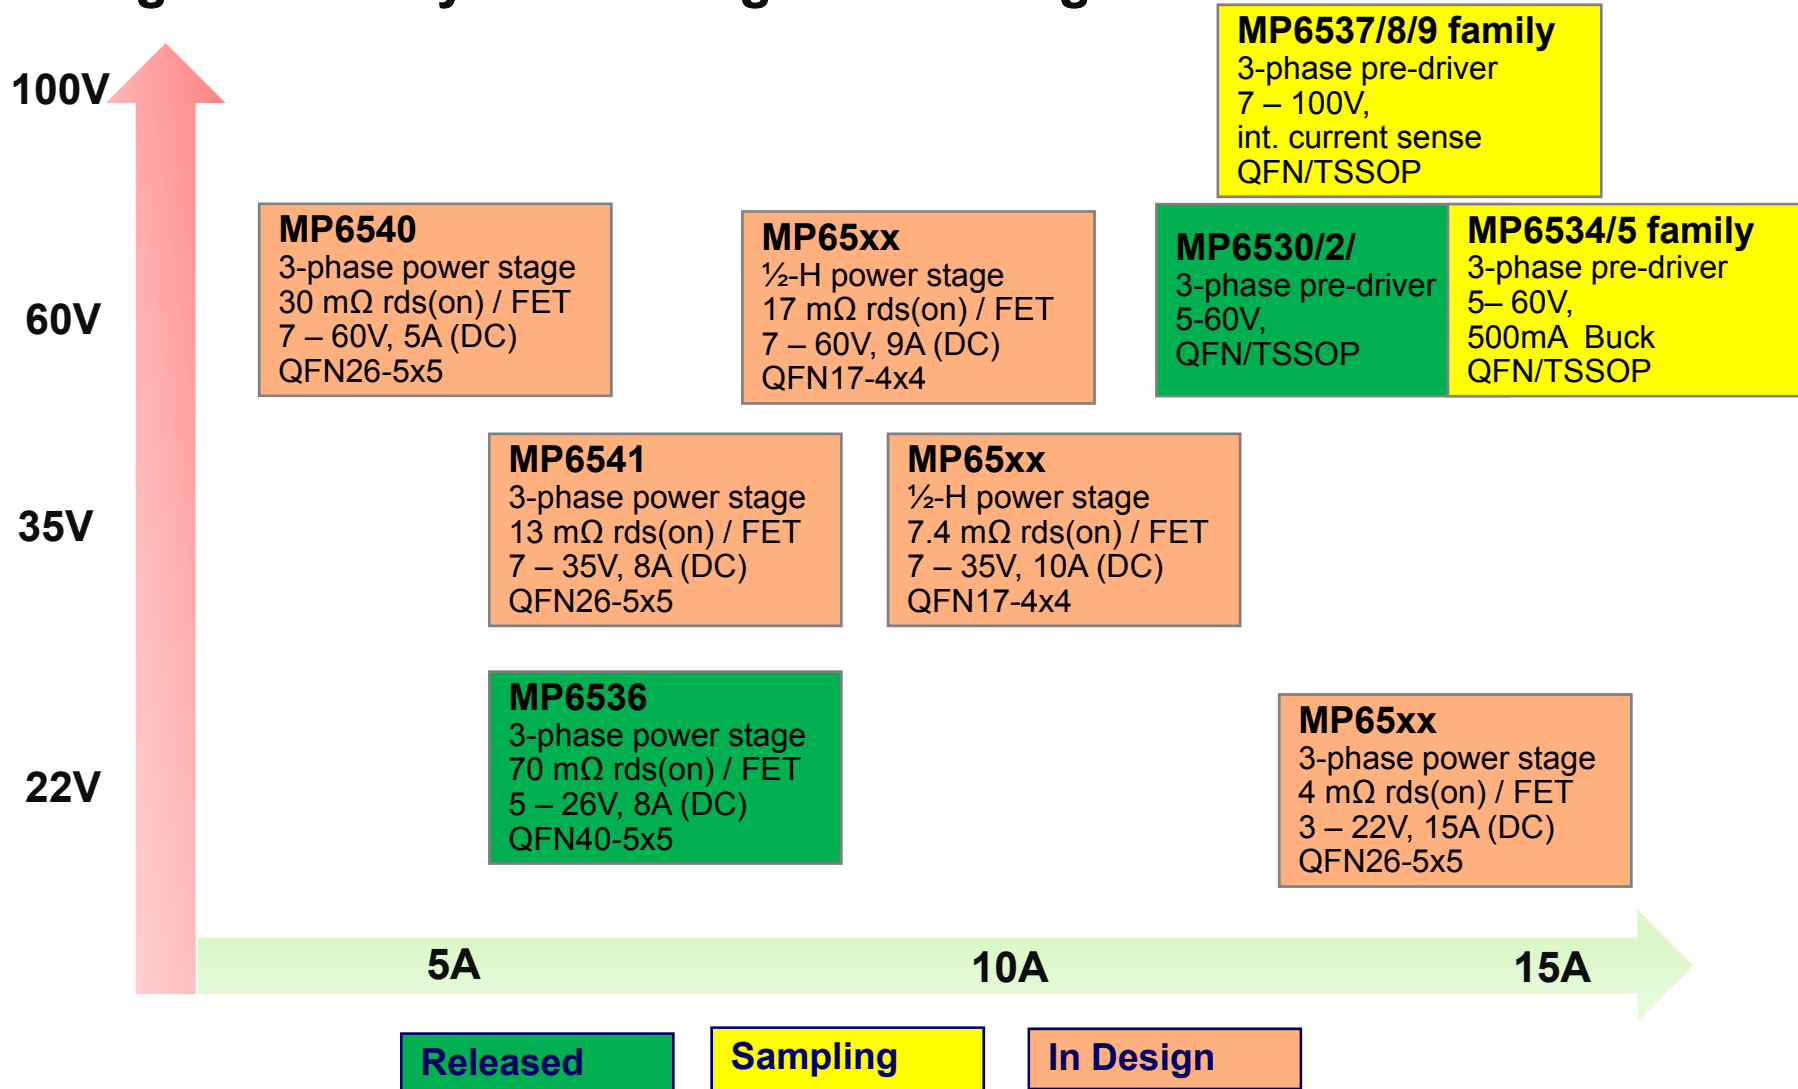 100V
60V
35V
22V
MP6537/8/9 family
3-phase pre-driver
7 – 100V,
int. current sense
QFN/TSSOP
MP6540
3-phase power stage
30 mΩ rds(on) / FET
7 – 60V, 5A (DC)
QFN26-5x5
MP65xx
½-H power stage
17 mΩ rds(on) / FET
7 – 60V, 9A (DC)
QFN17-4x4
MP6530/2/
3-phase pre-driver
5-60V,
QFN/TSSOP
MP6534/5 family
3-phase pre-driver
5– 60V,
500mA Buck
QFN/TSSOP
MP6541
3-phase power stage
13 mΩ rds(on) / FET
7 – 35V, 8A (DC)
QFN26-5x5
MP65xx
½-H power stage
7.4 mΩ rds(on) / FET
7 – 35V, 10A (DC)
QFN17-4x4
MP6536
3-phase power stage
70 mΩ rds(on) / FET
5 – 26V, 8A (DC)
QFN40-5x5
MP65xx
3-phase power stage
4 mΩ rds(on) / FET
3 – 22V, 15A (DC)
QFN26-5x5
5A
10A
15A
Released
Sampling
In Design